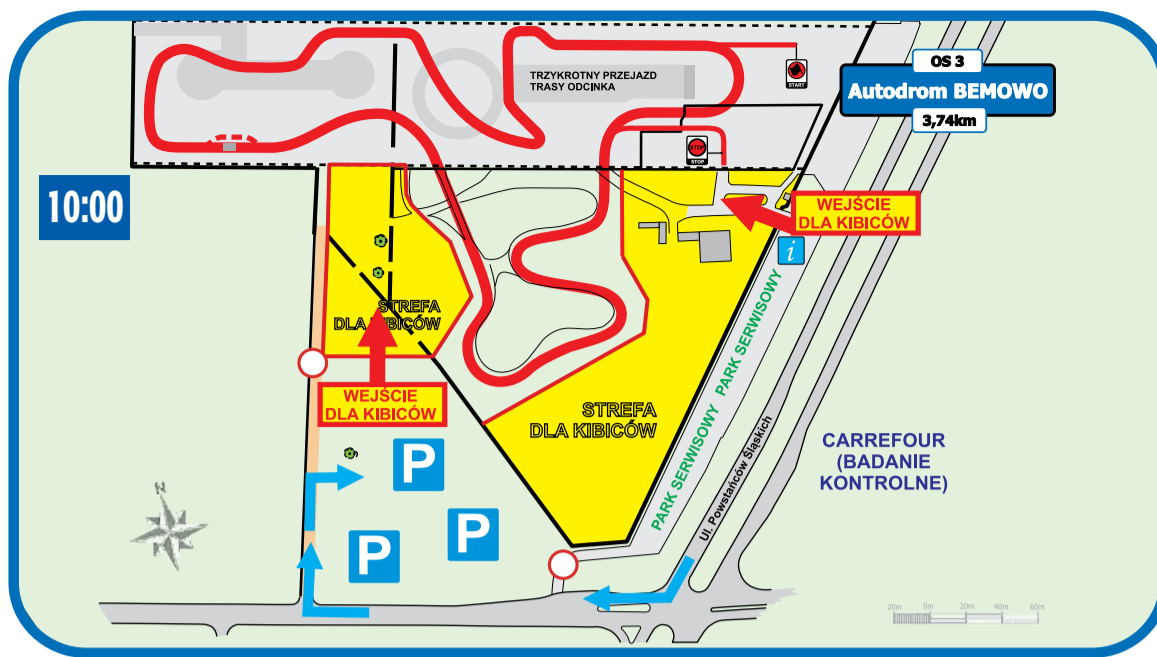 OS 3
Autodrom BEMOWO
3,74km
TRZYKROTNY PRZEJAZD
TRASY ODCINKA
START
STOP
STOP
10:00
WEJŚCIE
DLA KIBICÓW
i
STREFA
DLA KIBICÓW
WEJŚCIE
DLA KIBICÓW
STREFA
DLA KIBICÓW
PARK SERWISOWY PARK SERWISOWY
Ul. Powstańców Śląskich
CARREFOUR
(BADANIE
KONTROLNE)
P
P
P
N
20m 0m 20m 40m 60m